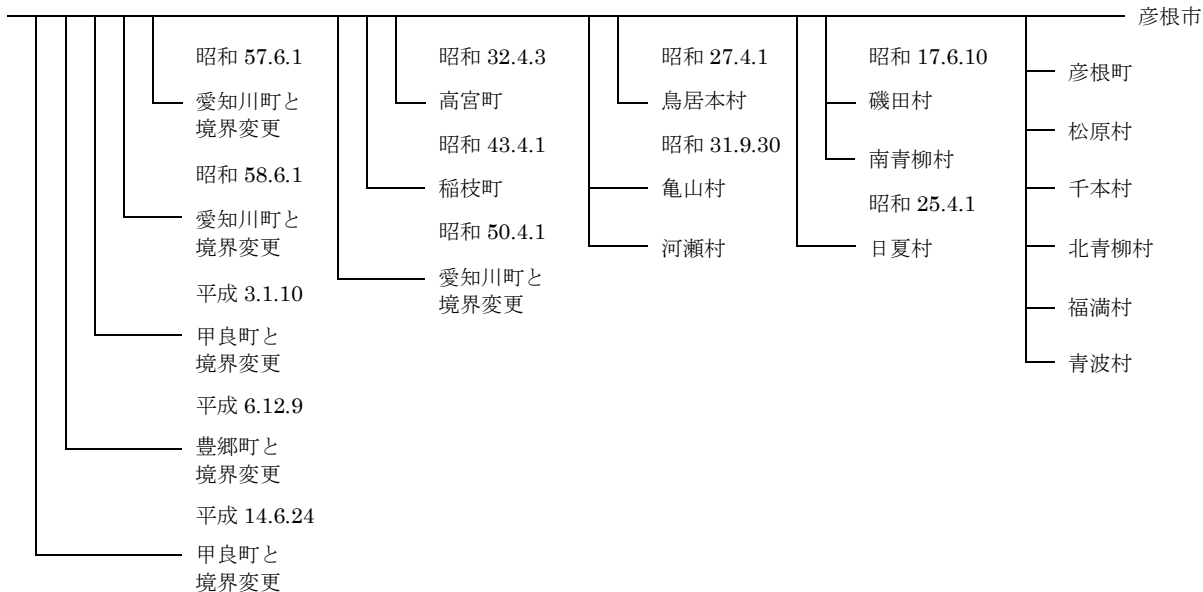 彦根市
彦根町
松原村
千本村
北青柳村
福満村
青波村
昭和 17.6.10
磯田村
南青柳村
昭和 25.4.1
日夏村
昭和 27.4.1
鳥居本村
昭和 31.9.30
亀山村
河瀬村
昭和 32.4.3
高宮町
昭和 43.4.1
稲枝町
昭和 50.4.1
愛知川町と
境界変更
昭和 57.6.1
愛知川町と
境界変更
昭和 58.6.1
愛知川町と
境界変更
平成 3.1.10
甲良町と
境界変更
平成 6.12.9
豊郷町と
境界変更
平成 14.6.24
甲良町と
境界変更